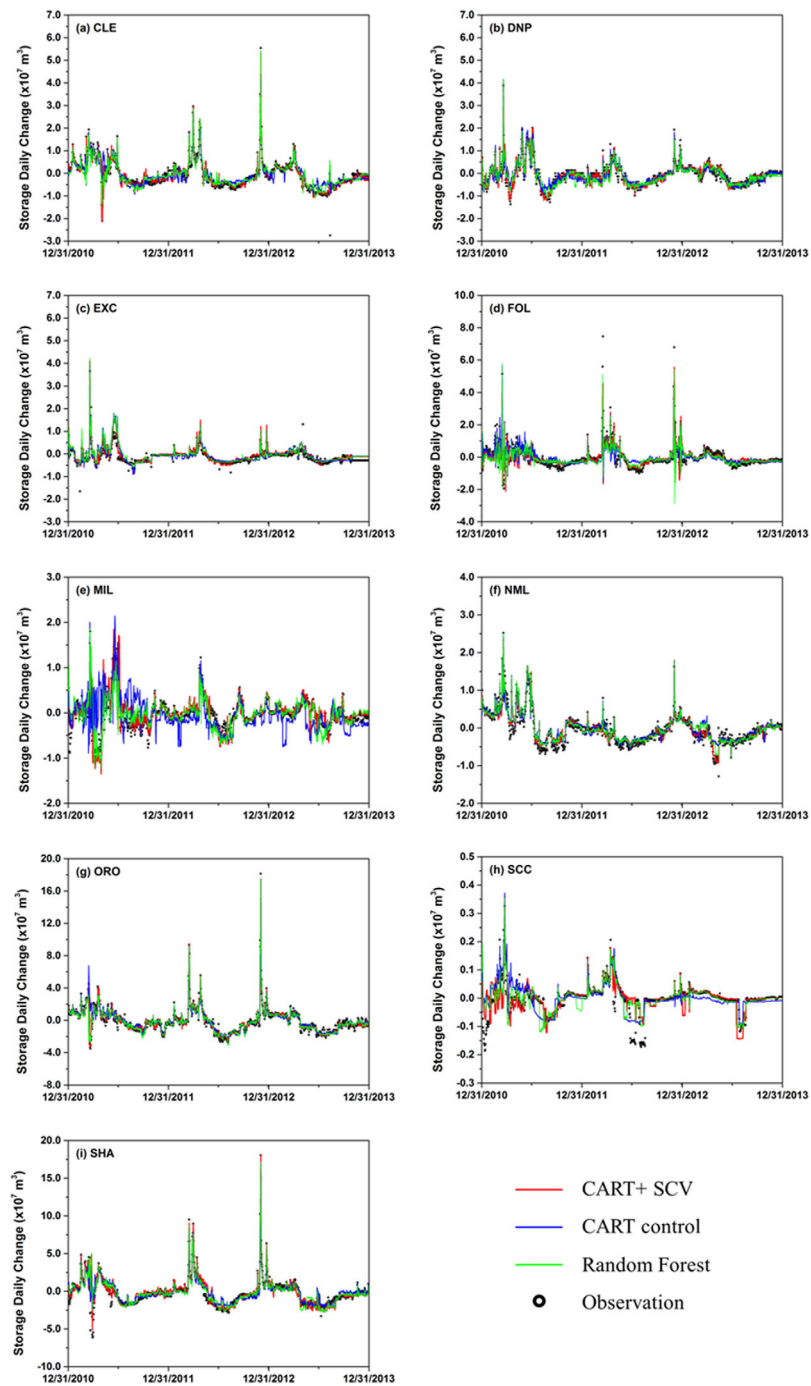 (a) CLE
Storage Daily Change (x10⁷ m³)
7.0
6.0
5.0
4.0
3.0
2.0
1.0
0.0
-1.0
-2.0
-3.0
12/31/2010 12/31/2011 12/31/2012 12/31/2013
(b) DNP
Storage Daily Change (x10⁷ m³)
7.0
6.0
5.0
4.0
3.0
2.0
1.0
0.0
-1.0
-2.0
-3.0
12/31/2010 12/31/2011 12/31/2012 12/31/2013
(c) EXC
Storage Daily Change (x10⁷ m³)
7.0
6.0
5.0
4.0
3.0
2.0
1.0
0.0
-1.0
-2.0
-3.0
12/31/2010 12/31/2011 12/31/2012 12/31/2013
(d) FOL
Storage Daily Change (x10⁷ m³)
10.0
8.0
6.0
4.0
2.0
0.0
-2.0
-4.0
12/31/2010 12/31/2011 12/31/2012 12/31/2013
(e) MIL
Storage Daily Change (x10⁷ m³)
3.0
2.0
1.0
0.0
-1.0
-2.0
12/31/2010 12/31/2011 12/31/2012 12/31/2013
(f) NML
Storage Daily Change (x10⁷ m³)
4.0
3.0
2.0
1.0
0.0
-1.0
-2.0
12/31/2010 12/31/2011 12/31/2012 12/31/2013
(g) ORO
Storage Daily Change (x10⁷ m³)
20.0
16.0
12.0
8.0
4.0
0.0
-4.0
-8.0
12/31/2010 12/31/2011 12/31/2012 12/31/2013
(h) SCC
Storage Daily Change (x10⁷ m³)
0.5
0.4
0.3
0.2
0.1
0.0
-0.1
-0.2
-0.3
12/31/2010 12/31/2011 12/31/2012 12/31/2013
(i) SHA
Storage Daily Change (x10⁷ m³)
20.0
15.0
10.0
5.0
0.0
-5.0
-10.0
12/31/2010 12/31/2011 12/31/2012 12/31/2013
CART+ SCV
CART control
Random Forest
Observation